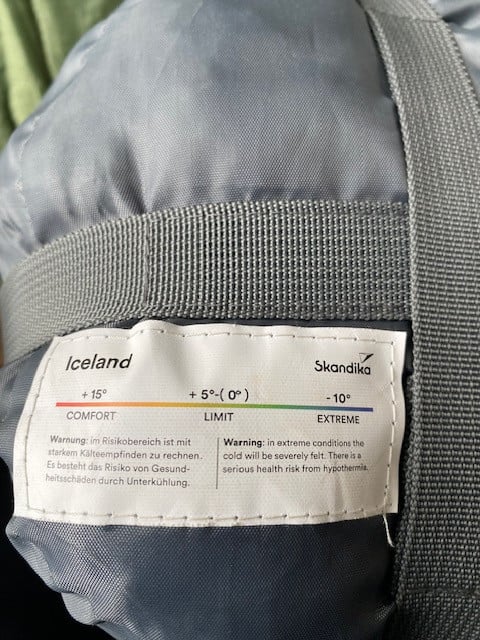 Iceland
Skandika
+ 15° + 5°-( 0° ) - 10°
COMFORT LIMIT EXTREME
Warnung: im Risikobereich ist mit
starkem Kälteempfinden zu rechnen.
Es besteht das Risiko von Gesund-
heitsschäden durch Unterkühlung.
Warning: in extreme conditions the
cold will be severely felt. There is a
serious health risk from hypothermia.